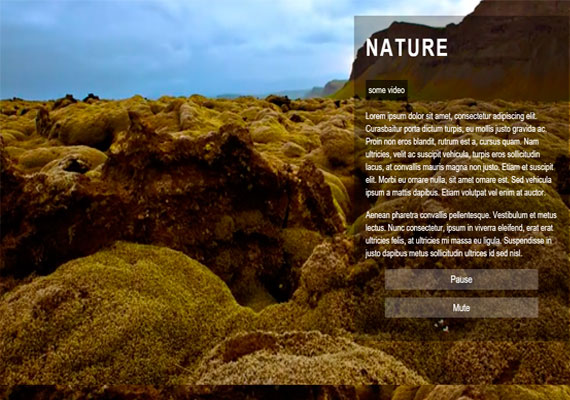 NATURE
some video
Lorem ipsum dolor sit amet, consectetur adipiscing elit.
Curasbaitur porta dictum turpis, eu mollis justo gravida ac.
Proin non eros blandit, rutrum est a, cursus quam. Nam
ultricies, velit ac suscipit vehicula, turpis eros sollicitudin
lacus, at convallis mauris magna non justo. Etiam et suscipit
elit. Morbi eu ornare nulla, sit amet ornare est. Sed vehicula
ipsum a mattis dapibus. Etiam volutpat vel enim at auctor.
Aenean pharetra convallis pellentesque. Vestibulum et metus
lectus. Nunc consectetur, ipsum in viverra eleifend, erat erat
ultricies felis, at ultricies mi massa eu ligula. Suspendisse in
justo dapibus metus sollicitudin ultrices id sed nisl.
Pause
Mute